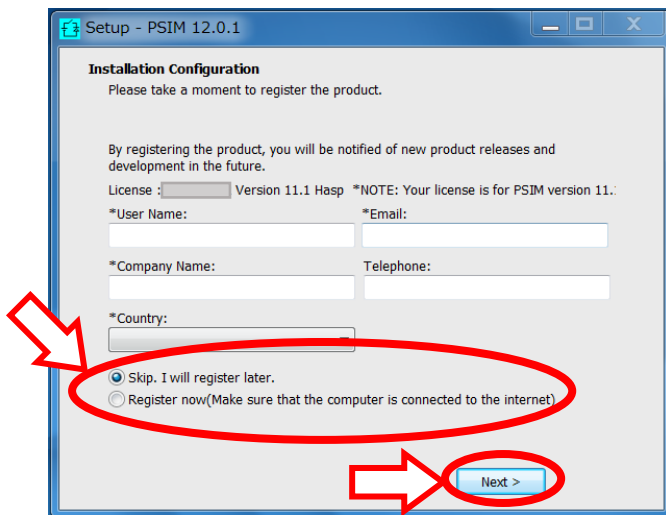 Setup - PSIM 12.0.1
Installation Configuration
Please take a moment to register the product.
By registering the product, you will be notified of new product releases and
development in the future.
License : Version 11.1 Hasp *NOTE: Your license is for PSIM version 11.
*User Name: *Email:
*Company Name: Telephone:
*Country:
Skip. I will register later.
Register now(Make sure that the computer is connected to the internet)
Next >